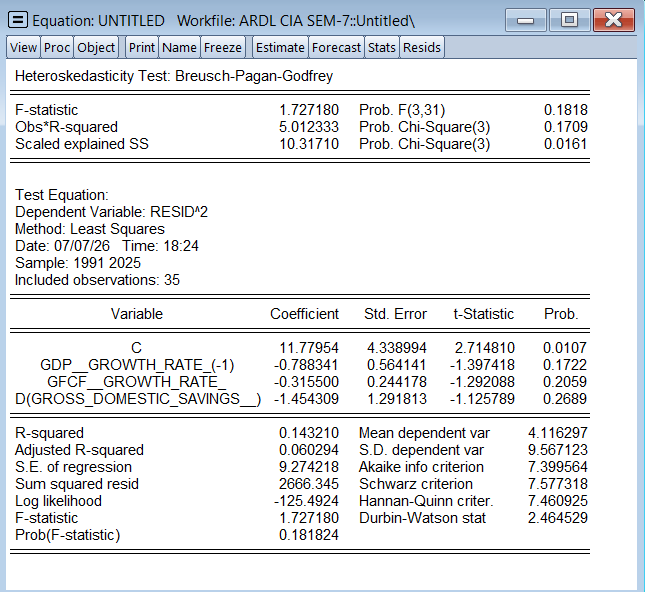 Equation: UNTITLED Workfile: ARDL CIA SEM-7::Untitled\
View Proc Object Print Name Freeze Estimate Forecast Stats Resids
Heteroskedasticity Test: Breusch-Pagan-Godfrey
F-statistic 1.727180 Prob. F(3,31) 0.1818
Obs*R-squared 5.012333 Prob. Chi-Square(3) 0.1709
Scaled explained SS 10.31710 Prob. Chi-Square(3) 0.0161
Test Equation:
Dependent Variable: RESID^2
Method: Least Squares
Date: 07/07/26 Time: 18:24
Sample: 1991 2025
Included observations: 35
Variable Coefficient Std. Error t-Statistic Prob.
C 11.77954 4.338994 2.714810 0.0107
GDP__GROWTH_RATE_(-1) -0.788341 0.564141 -1.397418 0.1722
GFCF__GROWTH_RATE_ -0.315500 0.244178 -1.292088 0.2059
D(GROSS_DOMESTIC_SAVINGS__) -1.454309 1.291813 -1.125789 0.2689
R-squared 0.143210 Mean dependent var 4.116297
Adjusted R-squared 0.060294 S.D. dependent var 9.567123
S.E. of regression 9.274218 Akaike info criterion 7.399564
Sum squared resid 2666.345 Schwarz criterion 7.577318
Log likelihood -125.4924 Hannan-Quinn criter. 7.460925
F-statistic 1.727180 Durbin-Watson stat 2.464529
Prob(F-statistic) 0.181824